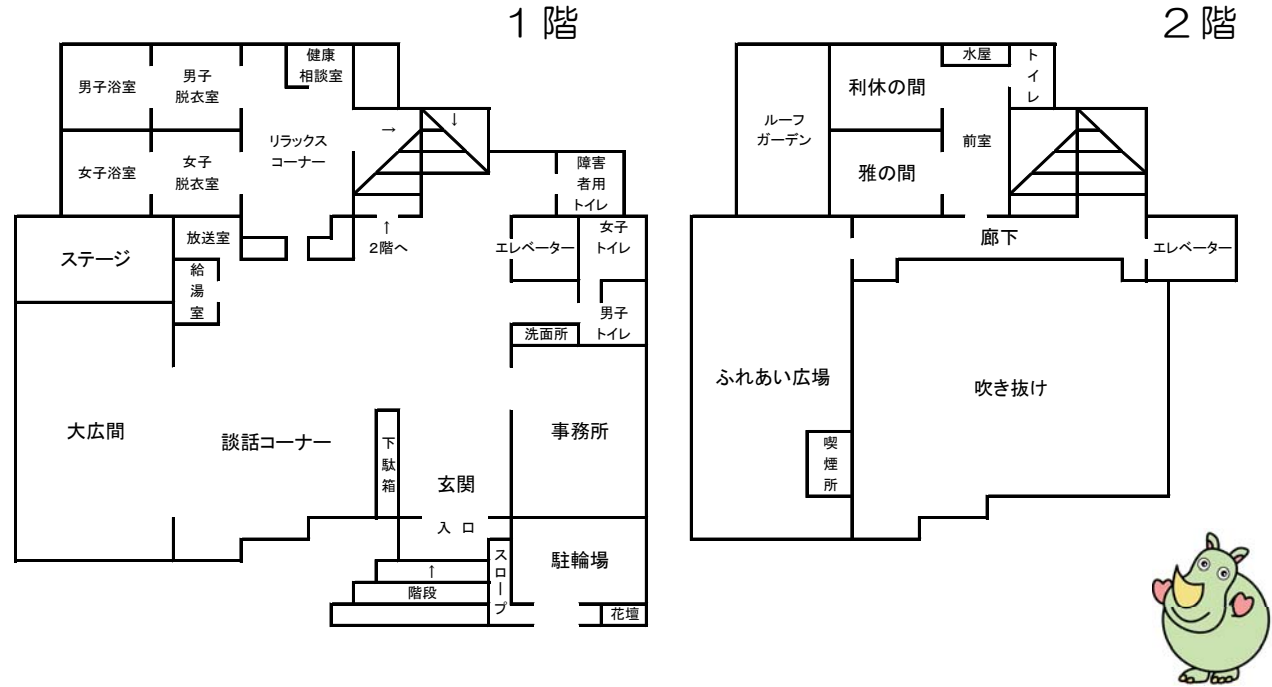 1階
健康
相談室
男子浴室
男子
脱衣室
リラックス
コーナー
→
↓
女子浴室
女子
脱衣室
障害
者用
トイレ
ステージ
放送室
↑
2階へ
エレベーター
女子
トイレ
給湯室
男子
トイレ
洗面所
大広間
談話コーナー
下駄箱
玄関
事務所
入口
スロープ
駐輪場
↑
階段
花壇
2階
水屋
トイレ
利休の間
ルーフ
ガーデン
前室
雅の間
廊下
エレベーター
ふれあい広場
吹き抜け
喫煙所